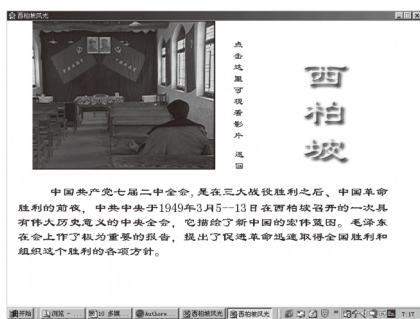 西柏坡风光
点击这里可观看影片 返回
西柏坡
中国共产党七届二中全会,是在三大战役胜利之后、中国革命
胜利的前夜,中共中央于1949年3月5--13日在西柏坡召开的一次具
有伟大历史意义的中央全会,它描绘了新中国的宏伟蓝图。毛泽东
在会上作了极为重要的报告,提出了促进革命迅速取得全国胜利和
组织这个胜利的各项方针。
开始 浏览 - ... 10 多媒... Authorw... 西柏坡风光 西柏坡风光